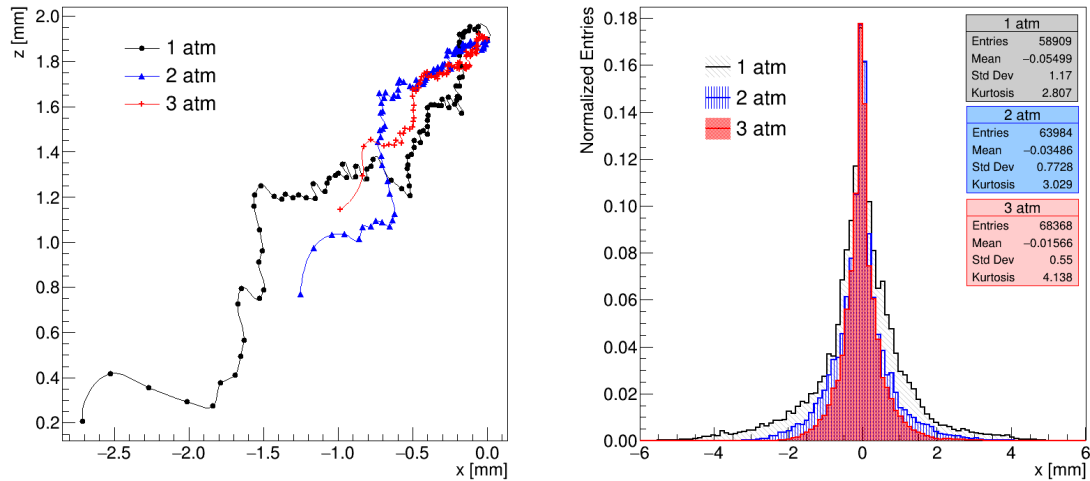 z [mm]
2.0
1.8
1.6
1.4
1.2
1.0
0.8
0.6
0.4
0.2
1 atm
2 atm
3 atm
−2.5 −2.0 −1.5 −1.0 −0.5 0.0
x [mm]
Normalized Entries
0.18
0.16
0.14
0.12
0.10
0.08
0.06
0.04
0.02
0.00
1 atm
2 atm
3 atm
1 atm
Entries 58909
Mean −0.05499
Std Dev 1.17
Kurtosis 2.807
2 atm
Entries 63984
Mean −0.03486
Std Dev 0.7728
Kurtosis 3.029
3 atm
Entries 68368
Mean −0.01566
Std Dev 0.55
Kurtosis 4.138
−6 −4 −2 0 2 4 6
x [mm]